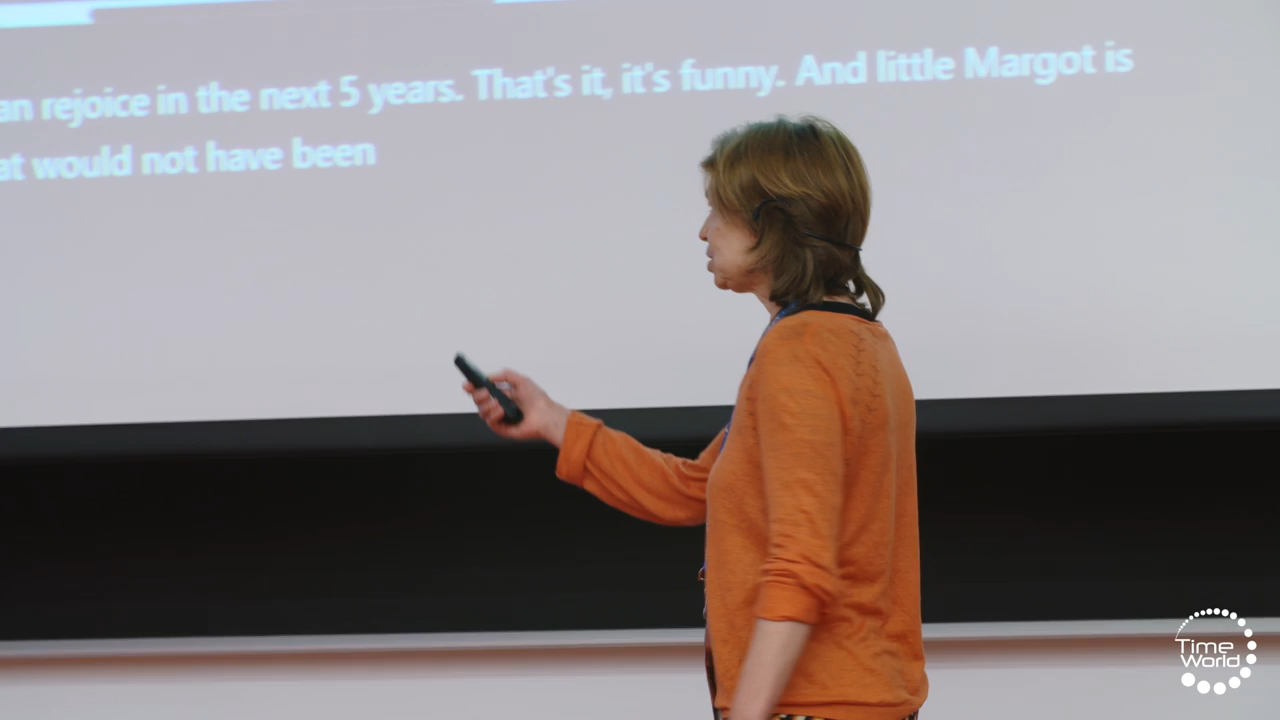 an rejoice in the next 5 years. That's it, it's funny. And little Margot is
at would not have been
Time
World